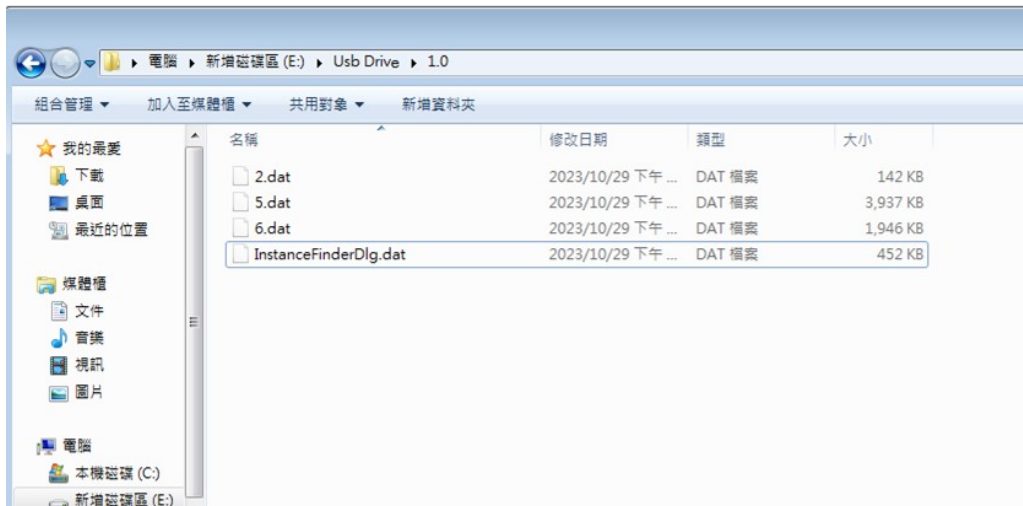 電腦 新增磁碟區 (E:) Usb Drive 1.0
組合管理 加入至媒體櫃 共用對象 新增資料夾
名稱 修改日期 類型 大小
2.dat 2023/10/29 下午 ... DAT 檔案 142 KB
5.dat 2023/10/29 下午 ... DAT 檔案 3,937 KB
6.dat 2023/10/29 下午 ... DAT 檔案 1,946 KB
InstanceFinderDlg.dat 2023/10/29 下午 ... DAT 檔案 452 KB
我的最愛
下載
桌面
最近的位置
媒體櫃
文件
音樂
視訊
圖片
電腦
本機磁碟 (C:)
新增磁碟區 (E:)